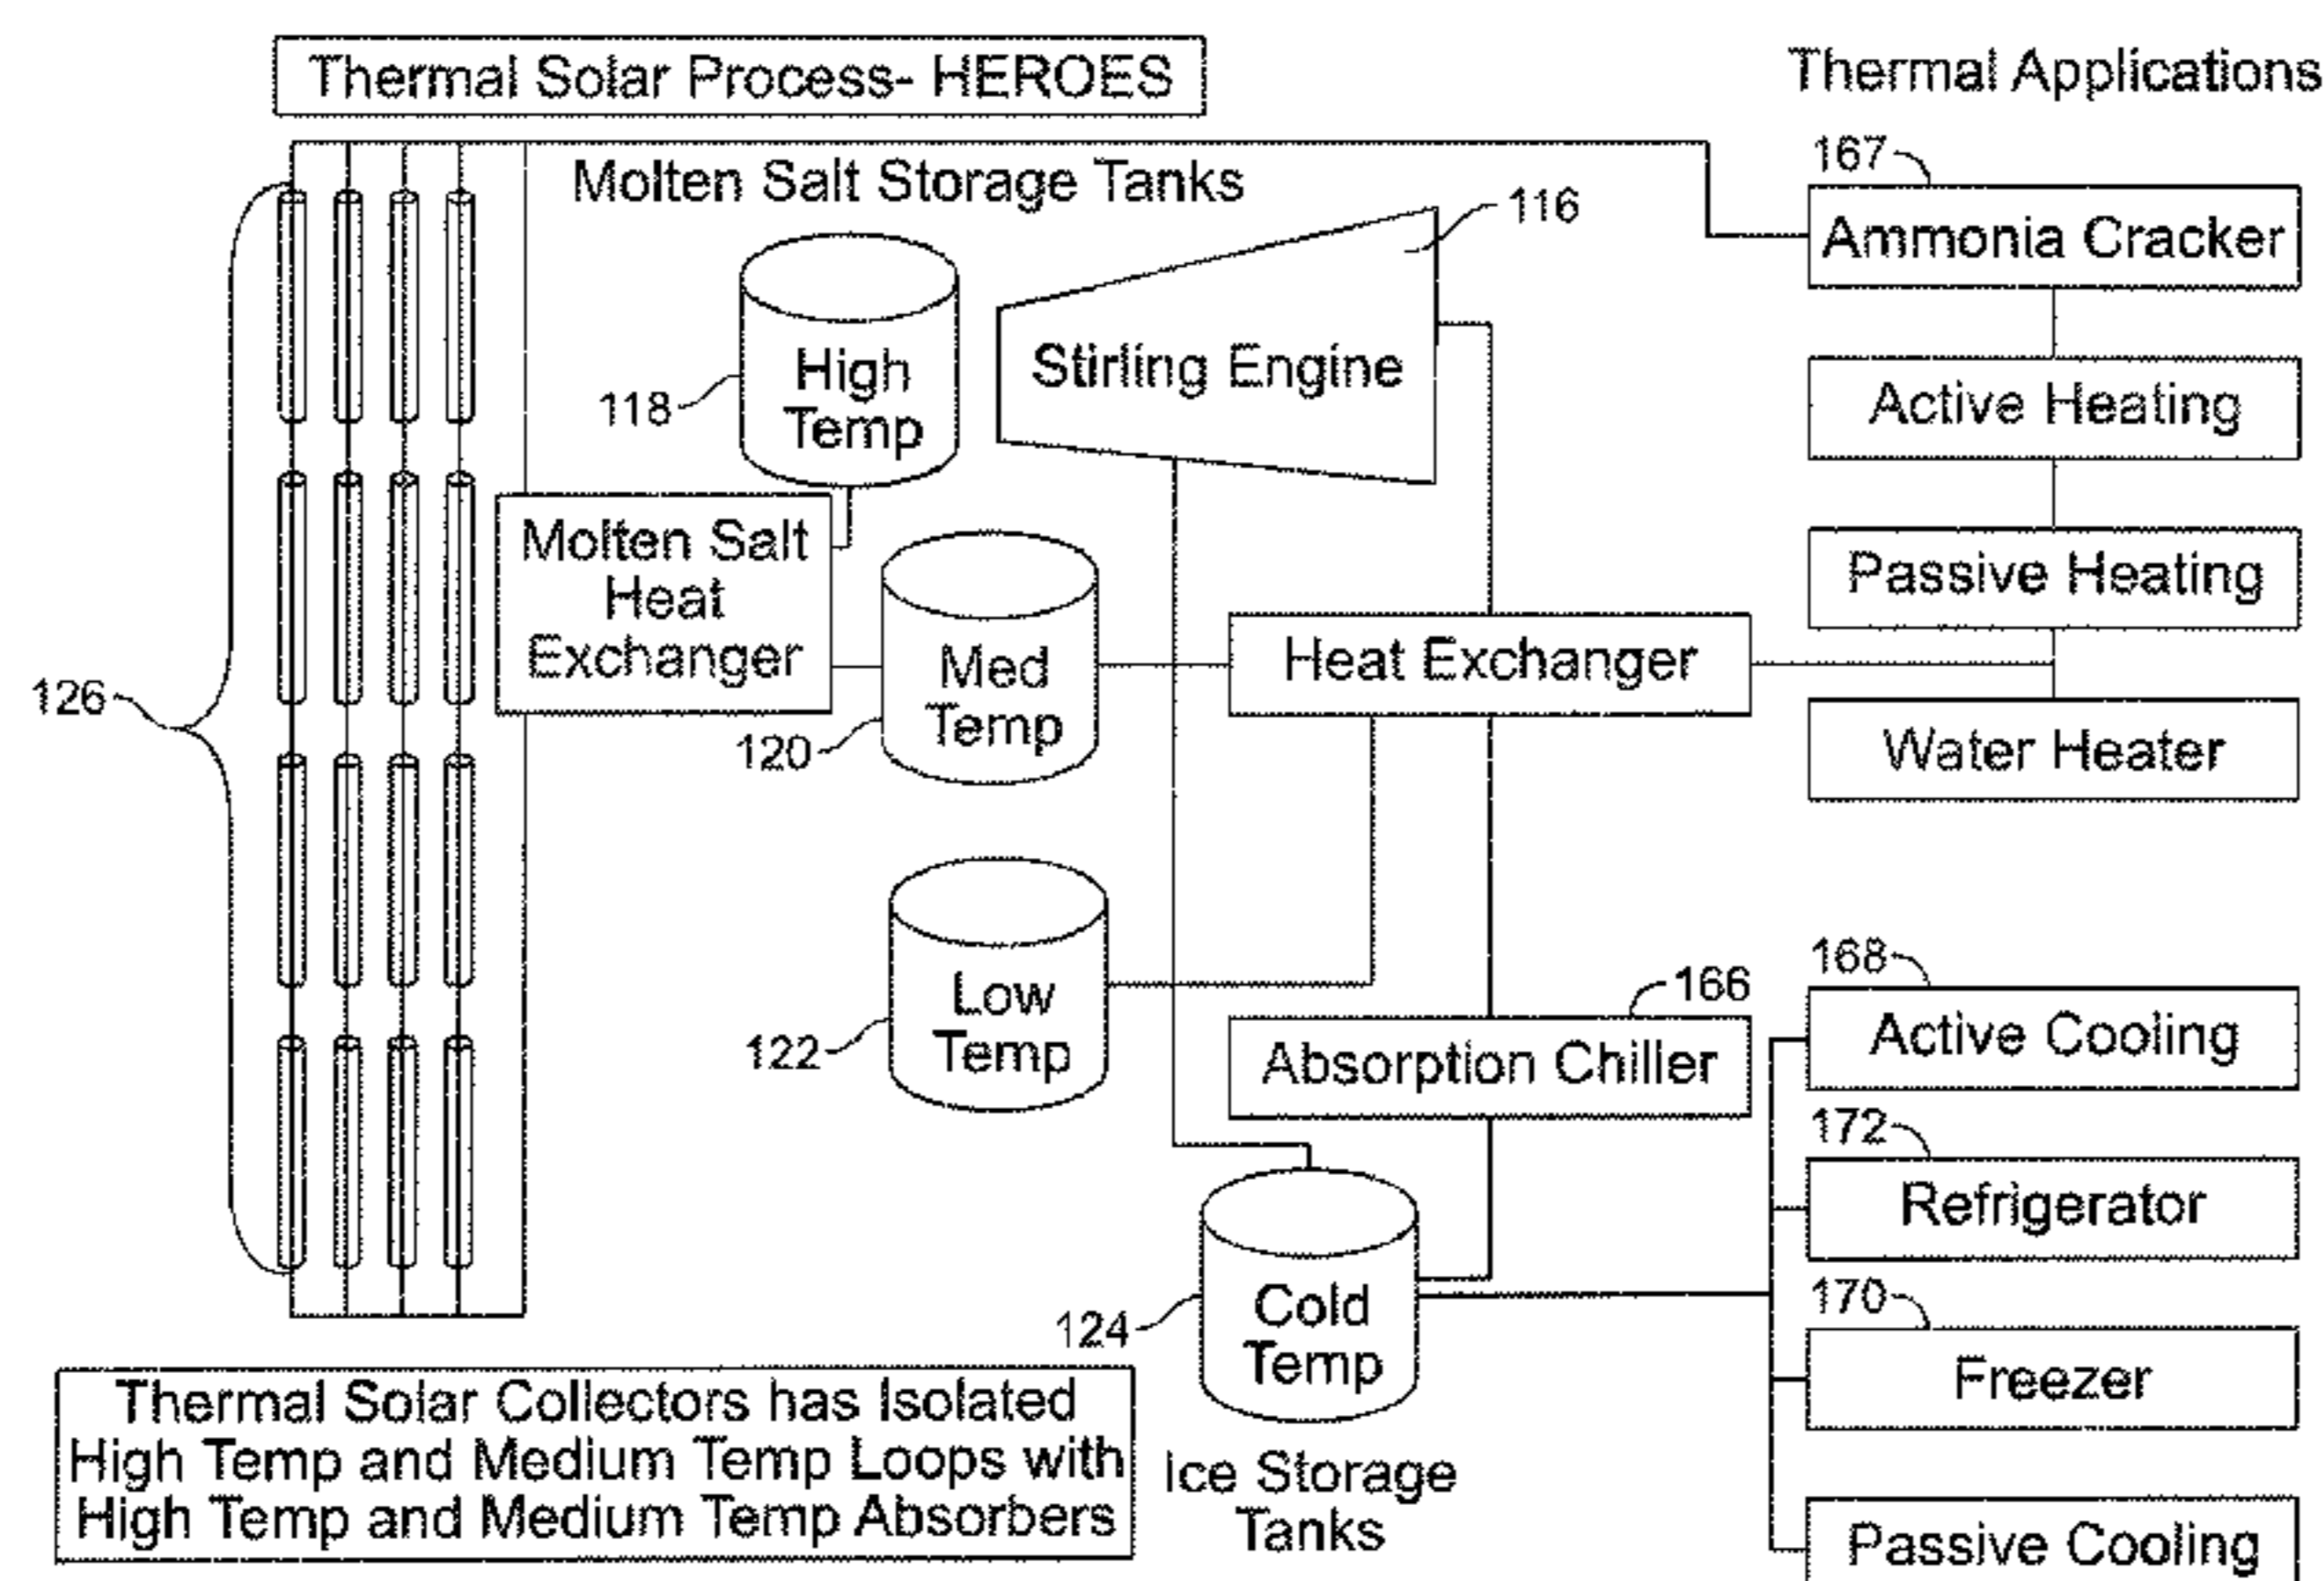 Thermal Solar Process- HEROES
Thermal Applications
Molten Salt Storage Tanks
167
116
Ammonia Cracker
High
Temp
118
Stirling Engine
Active Heating
Molten Salt
Heat
Exchanger
Passive Heating
126
Med
Temp
120
Heat Exchanger
Water Heater
Low
Temp
122
166
Absorption Chiller
168
Active Cooling
172
Refrigerator
170
Freezer
Passive Cooling
124
Cold
Temp
Ice Storage
Tanks
Thermal Solar Collectors has Isolated
High Temp and Medium Temp Loops with
High Temp and Medium Temp Absorbers